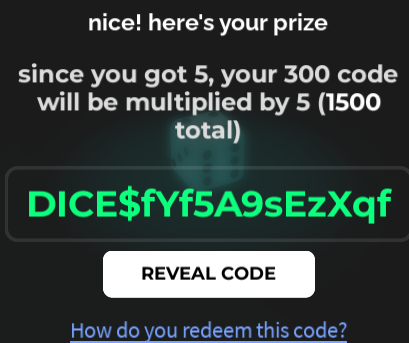 nice! here's your prize
since you got 5, your 300 code
will be multiplied by 5 (1500
total)
DICE$fYf5A9sEzXqf
REVEAL CODE
How do you redeem this code?